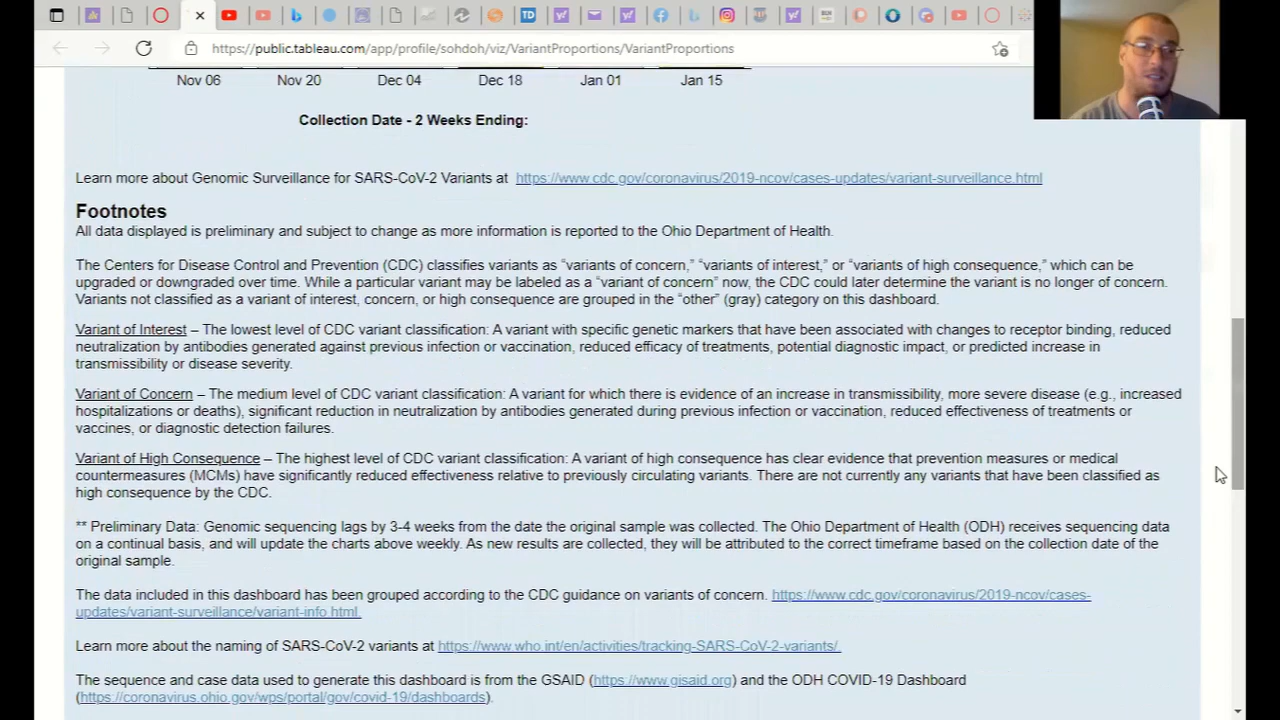 https://public.tableau.com/app/profile/sohdoh/viz/VariantProportions/VariantProportions
Nov 06 Nov 20 Dec 04 Dec 18 Jan 01 Jan 15
Collection Date - 2 Weeks Ending:
Learn more about Genomic Surveillance for SARS-CoV-2 Variants at https://www.cdc.gov/coronavirus/2019-ncov/cases-updates/variant-surveillance.html
Footnotes
All data displayed is preliminary and subject to change as more information is reported to the Ohio Department of Health.
The Centers for Disease Control and Prevention (CDC) classifies variants as “variants of concern,” “variants of interest,” or “variants of high consequence,” which can be
upgraded or downgraded over time. While a particular variant may be labeled as a “variant of concern” now, the CDC could later determine the variant is no longer of concern.
Variants not classified as a variant of interest, concern, or high consequence are grouped in the “other” (gray) category on this dashboard.
Variant of Interest – The lowest level of CDC variant classification: A variant with specific genetic markers that have been associated with changes to receptor binding, reduced
neutralization by antibodies generated against previous infection or vaccination, reduced efficacy of treatments, potential diagnostic impact, or predicted increase in
transmissibility or disease severity.
Variant of Concern – The medium level of CDC variant classification: A variant for which there is evidence of an increase in transmissibility, more severe disease (e.g., increased
hospitalizations or deaths), significant reduction in neutralization by antibodies generated during previous infection or vaccination, reduced effectiveness of treatments or
vaccines, or diagnostic detection failures.
Variant of High Consequence – The highest level of CDC variant classification: A variant of high consequence has clear evidence that prevention measures or medical
countermeasures (MCMs) have significantly reduced effectiveness relative to previously circulating variants. There are not currently any variants that have been classified as
high consequence by the CDC.
** Preliminary Data: Genomic sequencing lags by 3-4 weeks from the date the original sample was collected. The Ohio Department of Health (ODH) receives sequencing data
on a continual basis, and will update the charts above weekly. As new results are collected, they will be attributed to the correct timeframe based on the collection date of the
original sample.
The data included in this dashboard has been grouped according to the CDC guidance on variants of concern. https://www.cdc.gov/coronavirus/2019-ncov/cases-
updates/variant-surveillance/variant-info.html.
Learn more about the naming of SARS-CoV-2 variants at https://www.who.int/en/activities/tracking-SARS-CoV-2-variants/.
The sequence and case data used to generate this dashboard is from the GSAID (https://www.gisaid.org) and the ODH COVID-19 Dashboard
(https://coronavirus.ohio.gov/wps/portal/gov/covid-19/dashboards).